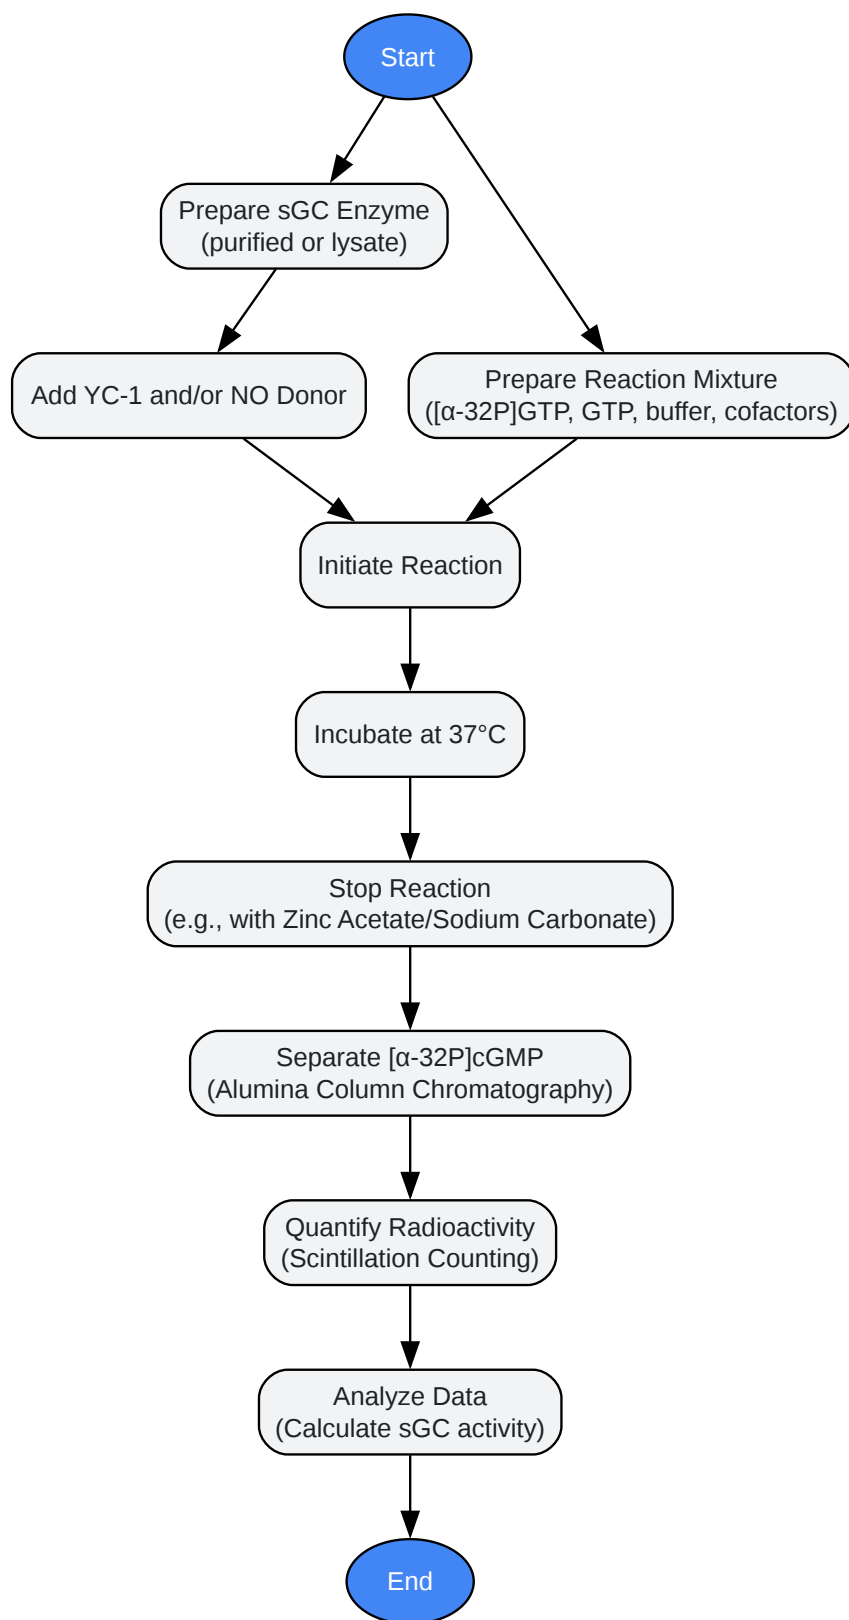 Start
Prepare sGC Enzyme
(purified or lysate)
Add YC-1 and/or NO Donor
Prepare Reaction Mixture
([α-32P]GTP, GTP, buffer, cofactors)
Initiate Reaction
Incubate at 37°C
Stop Reaction
(e.g., with Zinc Acetate/Sodium Carbonate)
Separate [α-32P]cGMP
(Alumina Column Chromatography)
Quantify Radioactivity
(Scintillation Counting)
Analyze Data
(Calculate sGC activity)
End